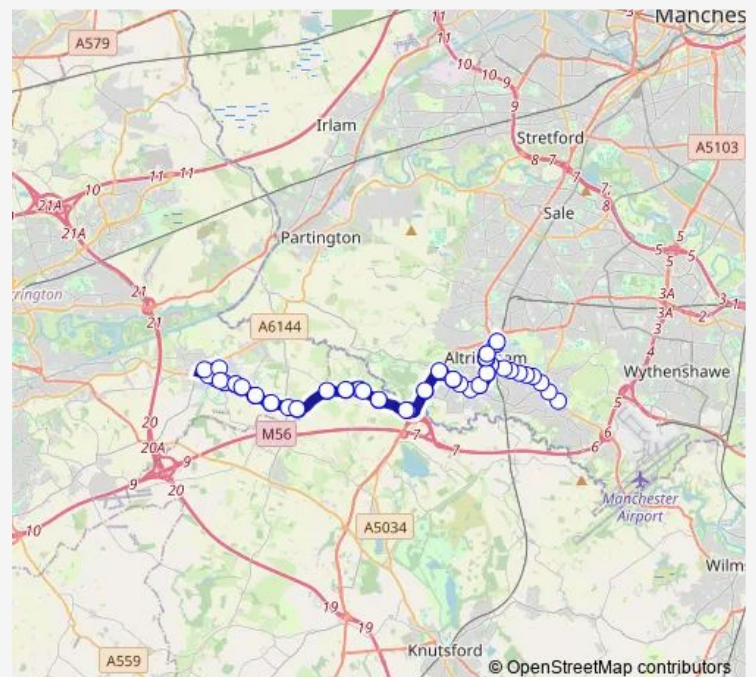 Manches
A579
11
10
10
9
9
Irlam
Stretford
A5103
11
11
10
8
7
7
7
8
21A
21A
Sale
Partington
5
5
5
3A
3A
3
1
2
rrington
21
21
A6144
3
4
Altrincham
Wythenshawe
20
M56
5
6
6
20A
9
9
20
7
7
10
Manchester
Airport
A5034
Wilm
19
19
Knutsford
A559
© OpenStreetMap contributors